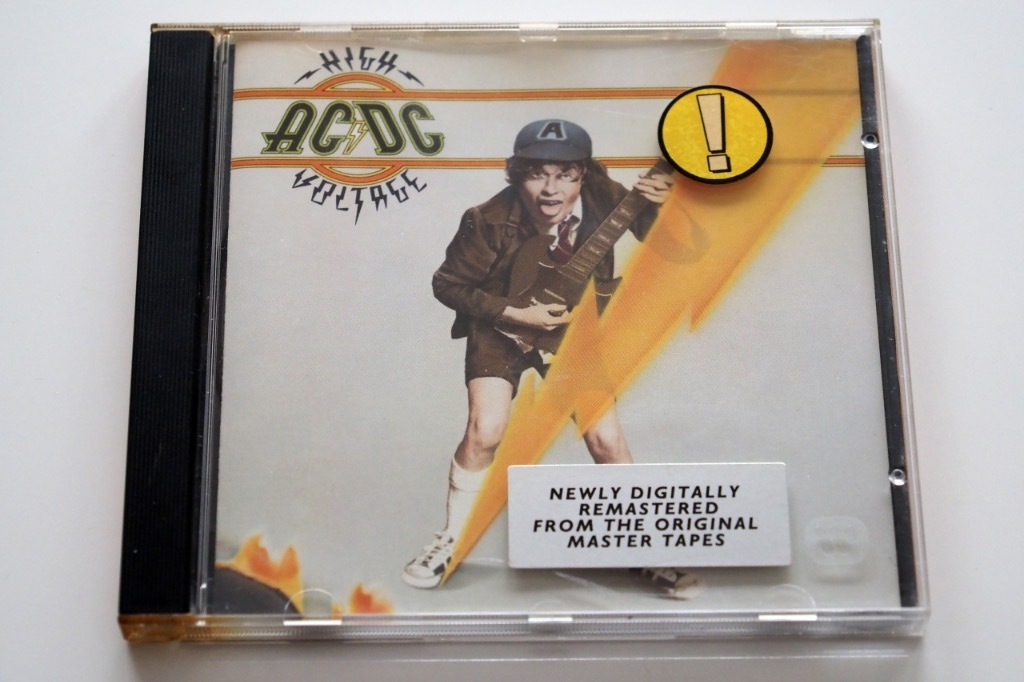 HIGH
AC⚡DC
VOLTAGE
A
!
NEWLY DIGITALLY
REMASTERED
FROM THE ORIGINAL
MASTER TAPES